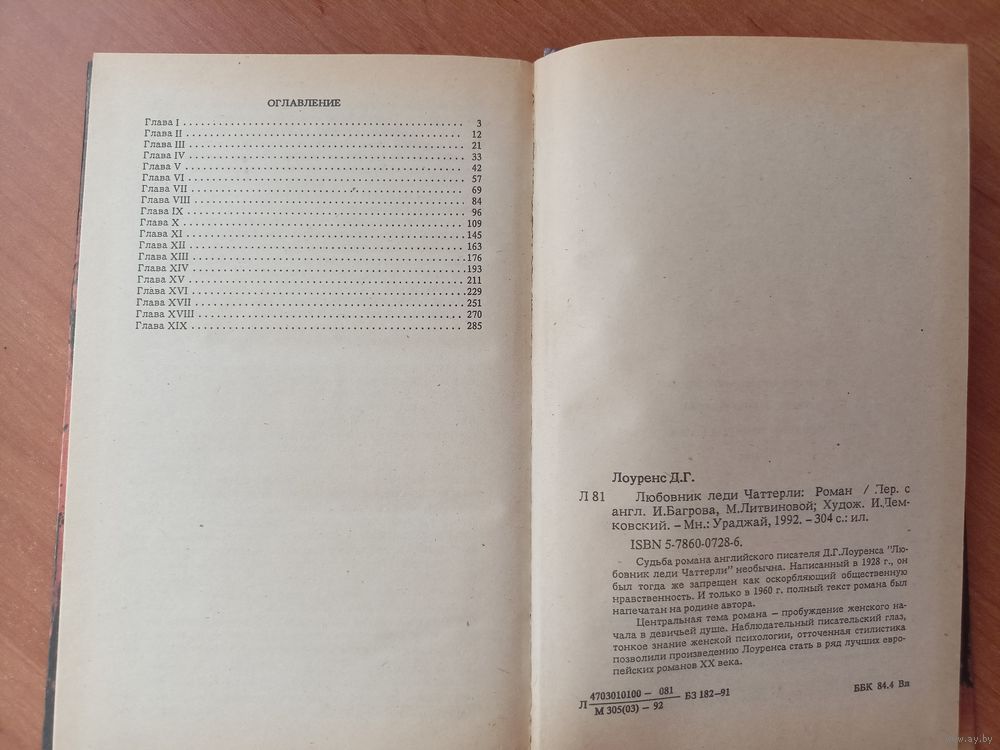 ОГЛАВЛЕНИЕ
Глава I . . . . . . . . . . . . . . . . . . . . . . . . . . . . . . . . . . . . . . 3
Глава II . . . . . . . . . . . . . . . . . . . . . . . . . . . . . . . . . . . . . . 12
Глава III . . . . . . . . . . . . . . . . . . . . . . . . . . . . . . . . . . . . . . 21
Глава IV . . . . . . . . . . . . . . . . . . . . . . . . . . . . . . . . . . . . . . 33
Глава V . . . . . . . . . . . . . . . . . . . . . . . . . . . . . . . . . . . . . . 42
Глава VI . . . . . . . . . . . . . . . . . . . . . . . . . . . . . . . . . . . . . . 57
Глава VII . . . . . . . . . . . . . . . . . . . . . . . . . . . . . . . . . . . . . . 69
Глава VIII . . . . . . . . . . . . . . . . . . . . . . . . . . . . . . . . . . . . . . 84
Глава IX . . . . . . . . . . . . . . . . . . . . . . . . . . . . . . . . . . . . . . 96
Глава X . . . . . . . . . . . . . . . . . . . . . . . . . . . . . . . . . . . . . . 109
Глава XI . . . . . . . . . . . . . . . . . . . . . . . . . . . . . . . . . . . . . . 145
Глава XII . . . . . . . . . . . . . . . . . . . . . . . . . . . . . . . . . . . . . . 163
Глава XIII . . . . . . . . . . . . . . . . . . . . . . . . . . . . . . . . . . . . . . 176
Глава XIV . . . . . . . . . . . . . . . . . . . . . . . . . . . . . . . . . . . . . . 193
Глава XV . . . . . . . . . . . . . . . . . . . . . . . . . . . . . . . . . . . . . . 211
Глава XVI . . . . . . . . . . . . . . . . . . . . . . . . . . . . . . . . . . . . . . 229
Глава XVII . . . . . . . . . . . . . . . . . . . . . . . . . . . . . . . . . . . . . . 251
Глава XVIII . . . . . . . . . . . . . . . . . . . . . . . . . . . . . . . . . . . . . . 270
Глава XIX . . . . . . . . . . . . . . . . . . . . . . . . . . . . . . . . . . . . . . 285
Лоуренс Д.Г.
Л 81 Любовник леди Чаттерли: Роман / Пер. с
англ. И.Багрова, М.Литвиновой; Худож. И.Дем-
ковский. – Мн.: Ураджай, 1992. – 304 с.: ил.
ISBN 5-7860-0728-6.
Судьба романа английского писателя Д.Г.Лоуренса "Лю-
бовник леди Чаттерли" необычна. Написанный в 1928 г., он
был тогда же запрещен как оскорбляющий общественную
нравственность. И только в 1960 г. полный текст романа был
напечатан на родине автора.
Центральная тема романа – пробуждение женского на-
чала в девичьей душе. Наблюдательный писательский глаз,
тонкое знание женской психологии, отточенная стилистика
позволили произведению Лоуренса стать в ряд лучших евро-
пейских романов XX века.
Л 4703010100 – 081 БЗ 182–91
М 305(03) – 92
ББК 84.4 Вл
www.ay.by